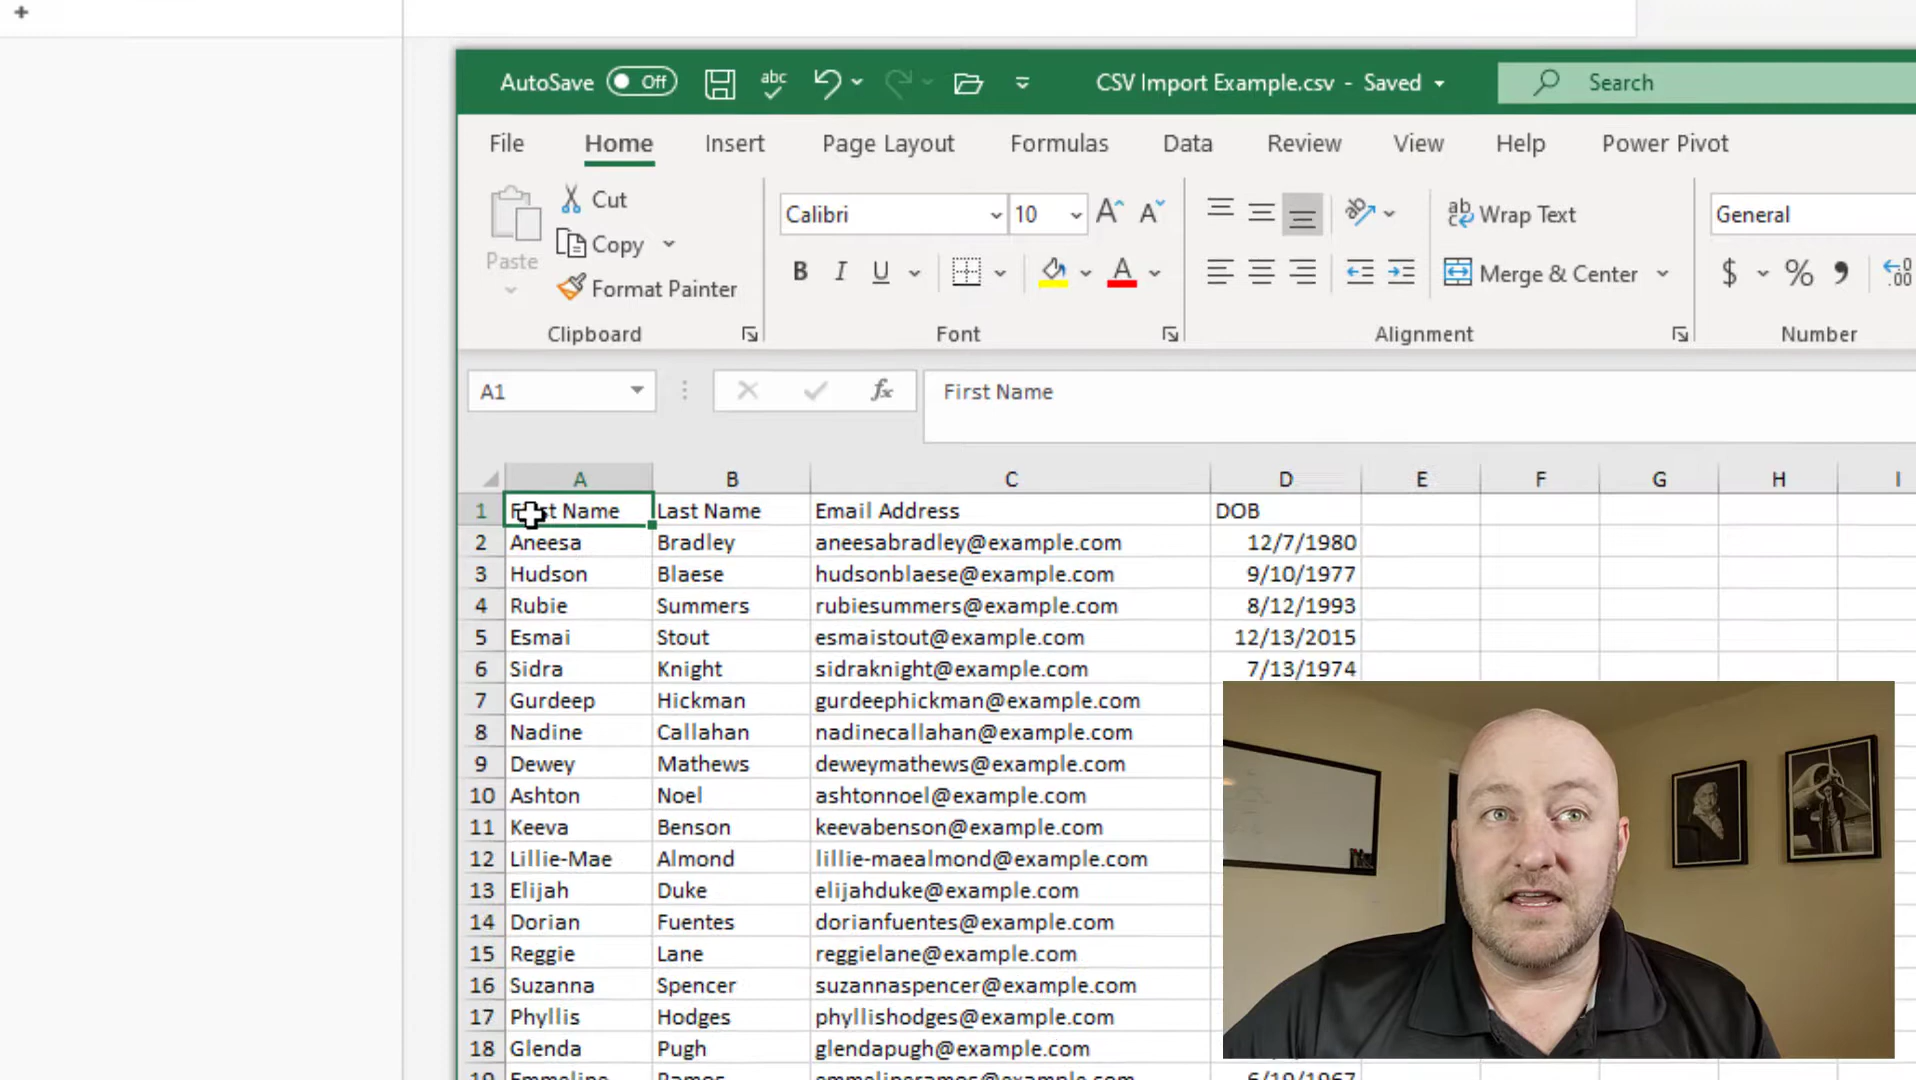 AutoSave Off abc CSV Import Example.csv - Saved Search
File Home Insert Page Layout Formulas Data Review View Help Power Pivot
Paste Cut Copy Format Painter
Calibri 10
B I U A
ab Wrap Text
Merge & Center
General
$ % ,
Clipboard Font Alignment Number
A1 fx First Name
A B C D E F G H I
1 First Name Last Name Email Address DOB
2 Aneesa Bradley aneesabradley@example.com 12/7/1980
3 Hudson Blaese hudsonblaese@example.com 9/10/1977
4 Rubie Summers rubiesummers@example.com 8/12/1993
5 Esmai Stout esmaistout@example.com 12/13/2015
6 Sidra Knight sidraknight@example.com 7/13/1974
7 Gurdeep Hickman gurdeephickman@example.com
8 Nadine Callahan nadinecallahan@example.com
9 Dewey Mathews deweymathews@example.com
10 Ashton Noel ashtonnoel@example.com
11 Keeva Benson keevabenson@example.com
12 Lillie-Mae Almond lillie-maealmond@example.com
13 Elijah Duke elijahduke@example.com
14 Dorian Fuentes dorianfuentes@example.com
15 Reggie Lane reggielane@example.com
16 Suzanna Spencer suzannaspencer@example.com
17 Phyllis Hodges phyllishodges@example.com
18 Glenda Pugh glendapugh@example.com